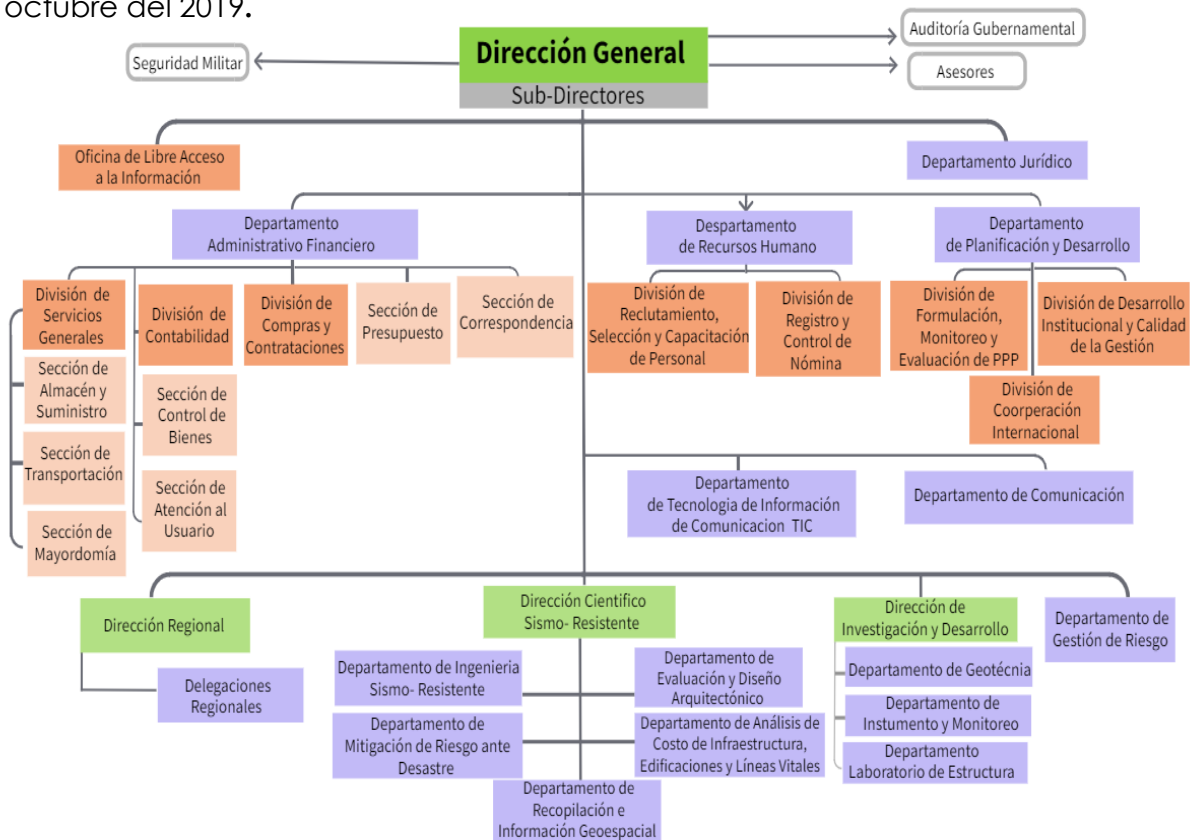 octubre del 2019.
Dirección General
Sub-Directores
Seguridad Militar
Auditoría Gubernamental
Asesores
Oficina de Libre Acceso
a la Información
Departamento Jurídico
Departamento
Administrativo Financiero
Despartamento
de Recursos Humano
Departamento
de Planificación y Desarrollo
División de
Servicios
Generales
División de
Contabilidad
División de
Compras y
Contrataciones
Sección de
Presupuesto
Sección de
Correspondencia
División de
Reclutamiento,
Selección y Capacitación
de Personal
División de
Registro y
Control de
Nómina
División de
Formulación,
Monitoreo y
Evaluación de PPP
División de Desarrollo
Institucional y Calidad
de la Gestión
Sección de
Almacén y
Suministro
Sección de
Control de
Bienes
División de
Coorperación
Internacional
Sección de
Transportación
Sección de
Atención al
Usuario
Sección de
Mayordomía
Departamento
de Tecnologia de Información
de Comunicacion TIC
Departamento de Comunicación
Dirección Regional
Delegaciones
Regionales
Dirección Cientifico
Sismo- Resistente
Departamento de Ingenieria
Sismo- Resistente
Departamento de
Evaluación y Diseño
Arquitectónico
Departamento de
Mitigación de Riesgo ante
Desastre
Departamento de Análisis de
Costo de Infraestructura,
Edificaciones y Líneas Vitales
Departamento de
Recopilación e
Información Geoespacial
Dirección de
Investigación y Desarrollo
Departamento de Geotécnia
Departamento de
Instumento y Monitoreo
Departamento
Laboratorio de Estructura
Departamento de
Gestión de Riesgo